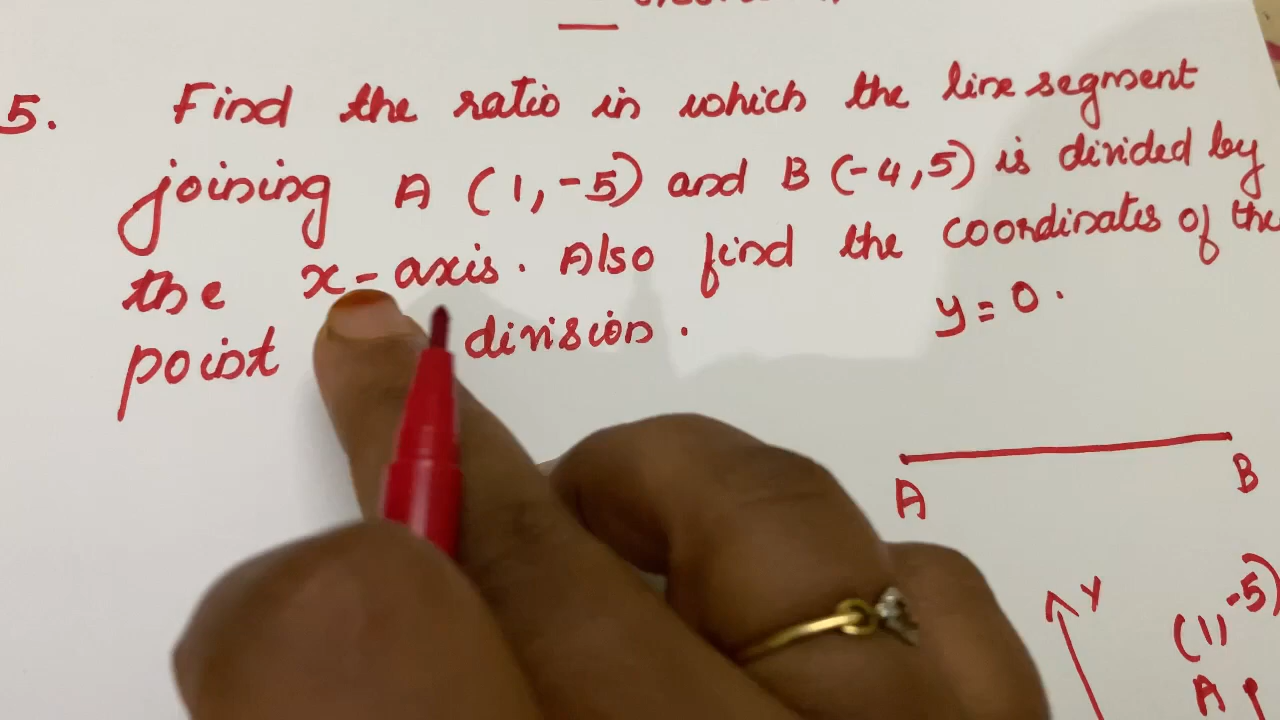 5. Find the ratio in which the line segment
joining A (1,-5) and B (-4,5) is divided by
the x-axis. Also find the coordinates of the
point division.
y=0.
A B
Y
(1,-5)
A